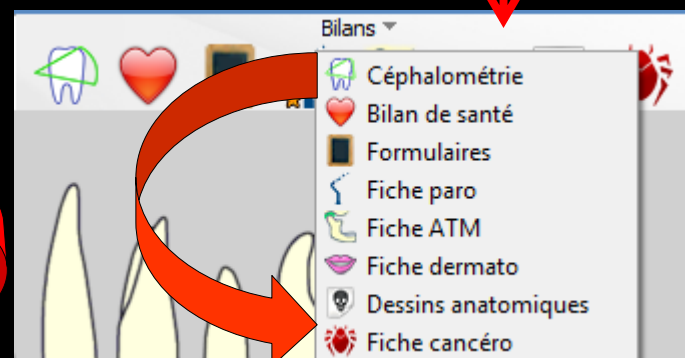 Bilans
Céphalométrie
Bilan de santé
Formulaires
Fiche paro
Fiche ATM
Fiche dermato
Dessins anatomiques
Fiche cancéro